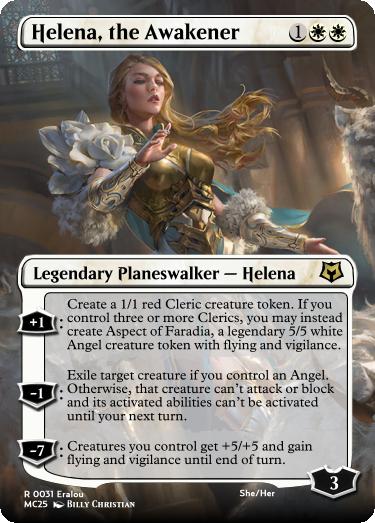 Helena, the Awakener 1
Legendary Planeswalker — Helena
+1: Create a 1/1 red Cleric creature token. If you
control three or more Clerics, you may instead
create Aspect of Faradia, a legendary 5/5 white
Angel creature token with flying and vigilance.
-1: Exile target creature if you control an Angel.
Otherwise, that creature can't attack or block
and its activated abilities can't be activated
until your next turn.
-7: Creatures you control get +5/+5 and gain
flying and vigilance until end of turn.
3
R 0031 Eralou She/Her
MC25 Billy Christian